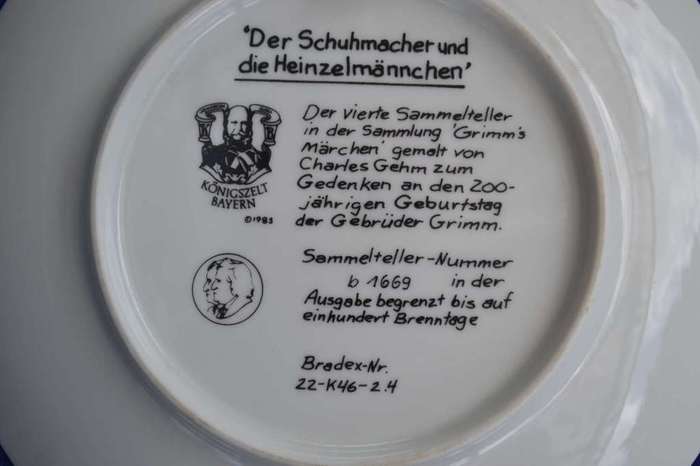 'Der Schuhmacher und
die Heinzelmännchen'
Der vierte Sammelteller
in der Sammlung 'Grimm's
Märchen' gemalt von
Charles Gehm zum
Gedenken an den 200-
jährigen Geburtstag
der Gebrüder Grimm.
KÖNIGSZELT
BAYERN
©1985
Sammelteller-Nummer
b 1669 in der
Ausgabe begrenzt bis auf
einhundert Brenntage
Bradex-Nr.
22-K46-2.4